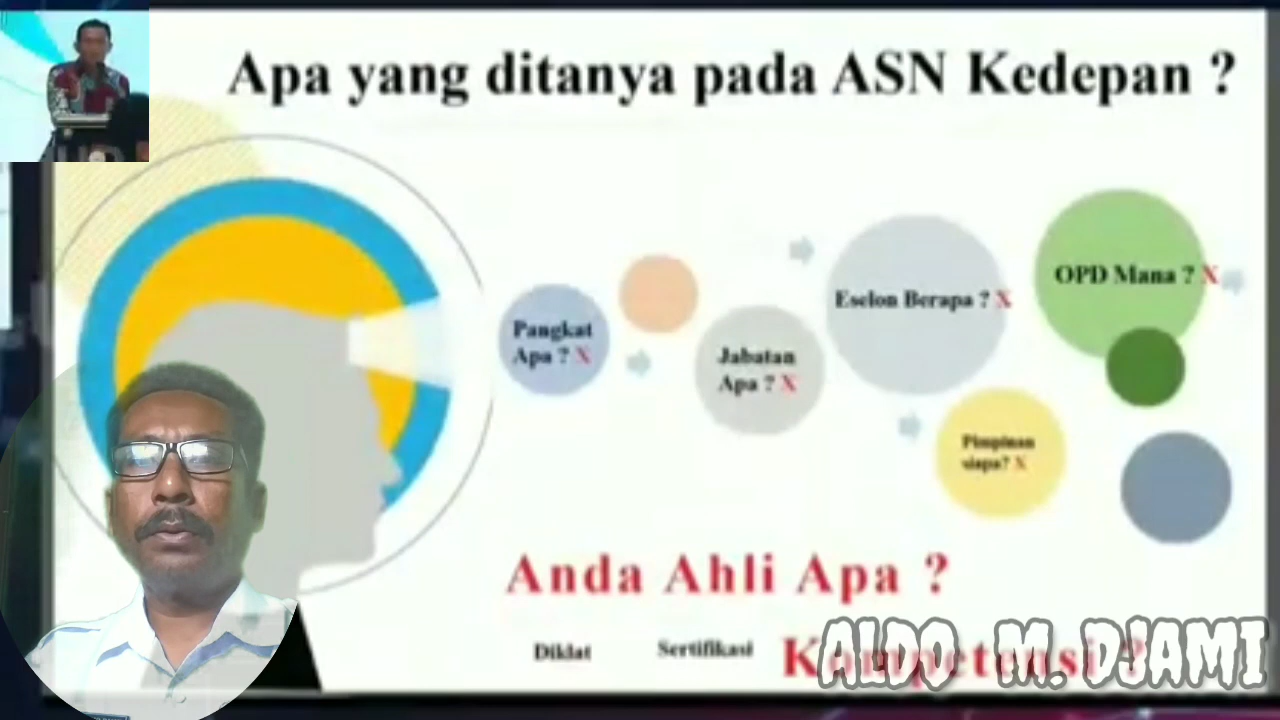 Apa yang ditanya pada ASN Kedepan ?
OPD Mana ? X
Eselon Berapa ? X
Pangkat
Apa ? X
Jabatan
Apa ? X
Pimpinan
siapa? X
Anda Ahli Apa ?
Diklat
Sertifikasi
Kompetensi ?
ALDO M. DJAMI